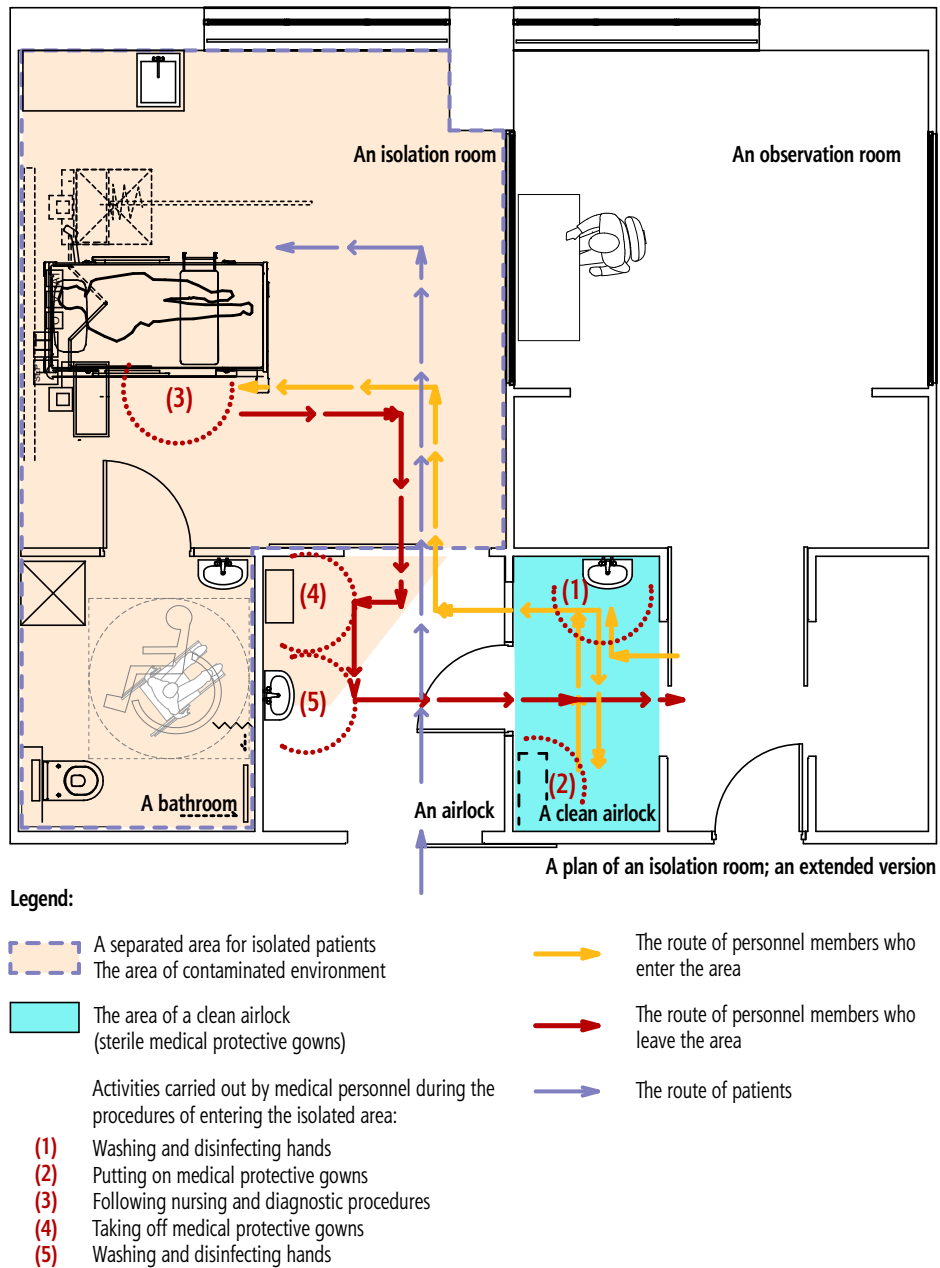 An isolation room
An observation room
(3)
(4)
(1)
(5)
(2)
A bathroom
An airlock
A clean airlock
A plan of an isolation room; an extended version
Legend:
A separated area for isolated patients
The area of contaminated environment
The area of a clean airlock
(sterile medical protective gowns)
Activities carried out by medical personnel during the
procedures of entering the isolated area:
(1) Washing and disinfecting hands
(2) Putting on medical protective gowns
(3) Following nursing and diagnostic procedures
(4) Taking off medical protective gowns
(5) Washing and disinfecting hands
The route of personnel members who
enter the area
The route of personnel members who
leave the area
The route of patients